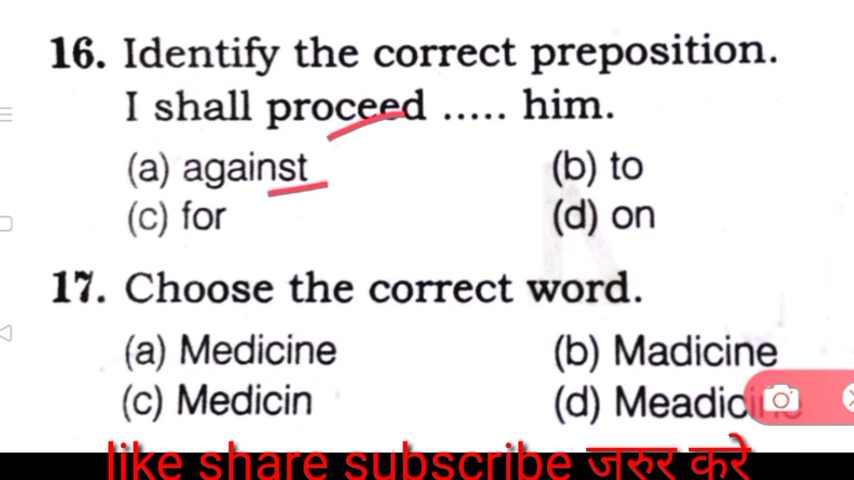 16. Identify the correct preposition.
I shall proceed ..... him.
(a) against (b) to
(c) for (d) on
17. Choose the correct word.
(a) Medicine (b) Madicine
(c) Medicin (d) Meadicine
like share subscribe जरुर करे